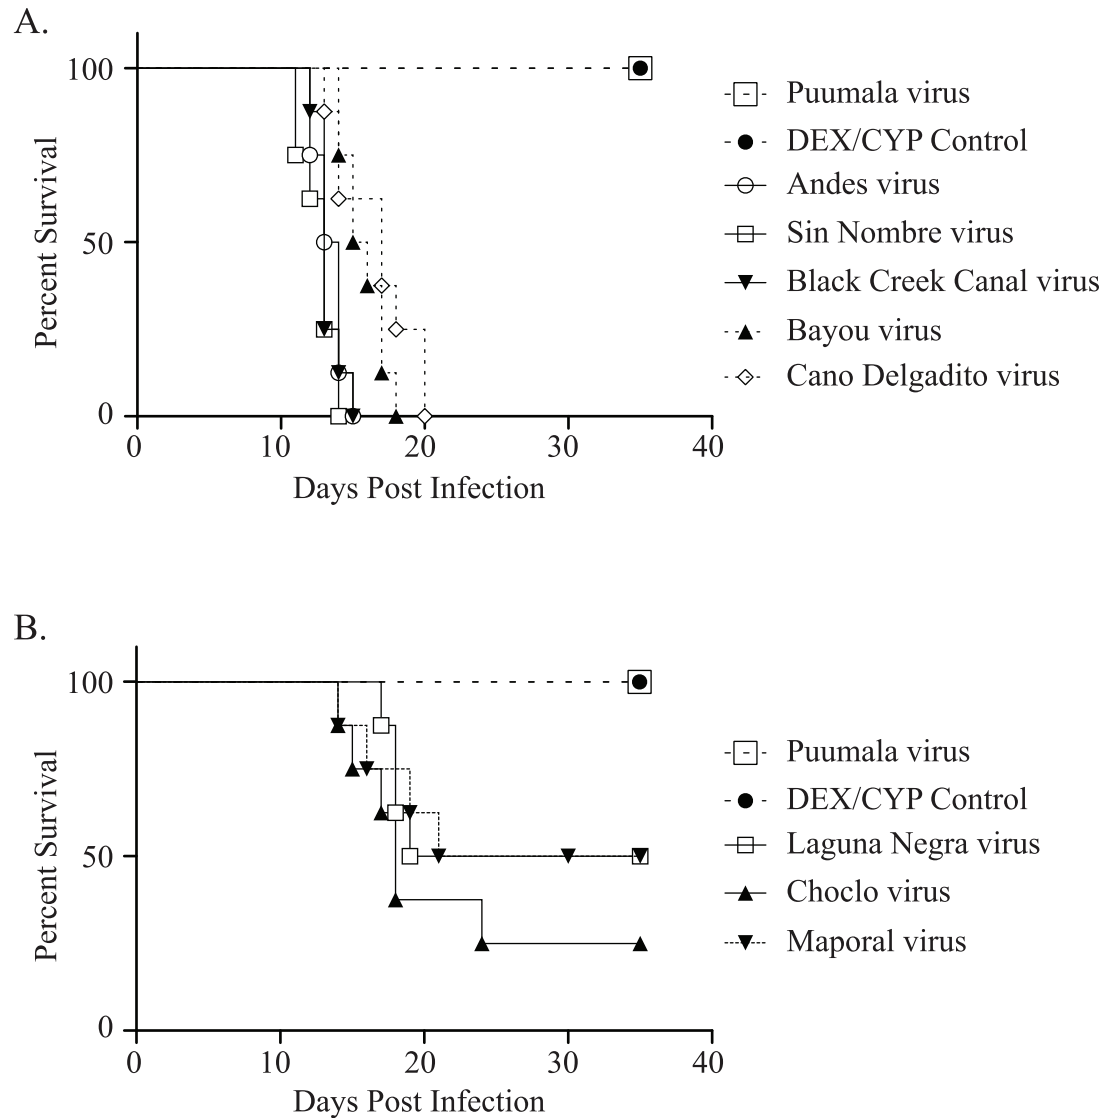 A.
Percent Survival
100
50
0
0 10 20 30 40
Days Post Infection
Puumala virus
DEX/CYP Control
Andes virus
Sin Nombre virus
Black Creek Canal virus
Bayou virus
Cano Delgadito virus
B.
Percent Survival
100
50
0
0 10 20 30 40
Days Post Infection
Puumala virus
DEX/CYP Control
Laguna Negra virus
Choclo virus
Maporal virus